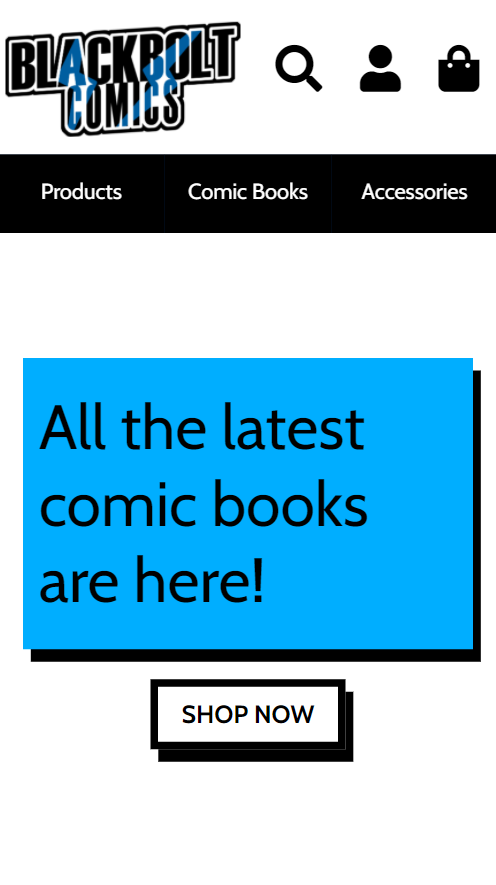 BLACKBOLT
COMICS
Products
Comic Books
Accessories
All the latest
comic books
are here!
SHOP NOW